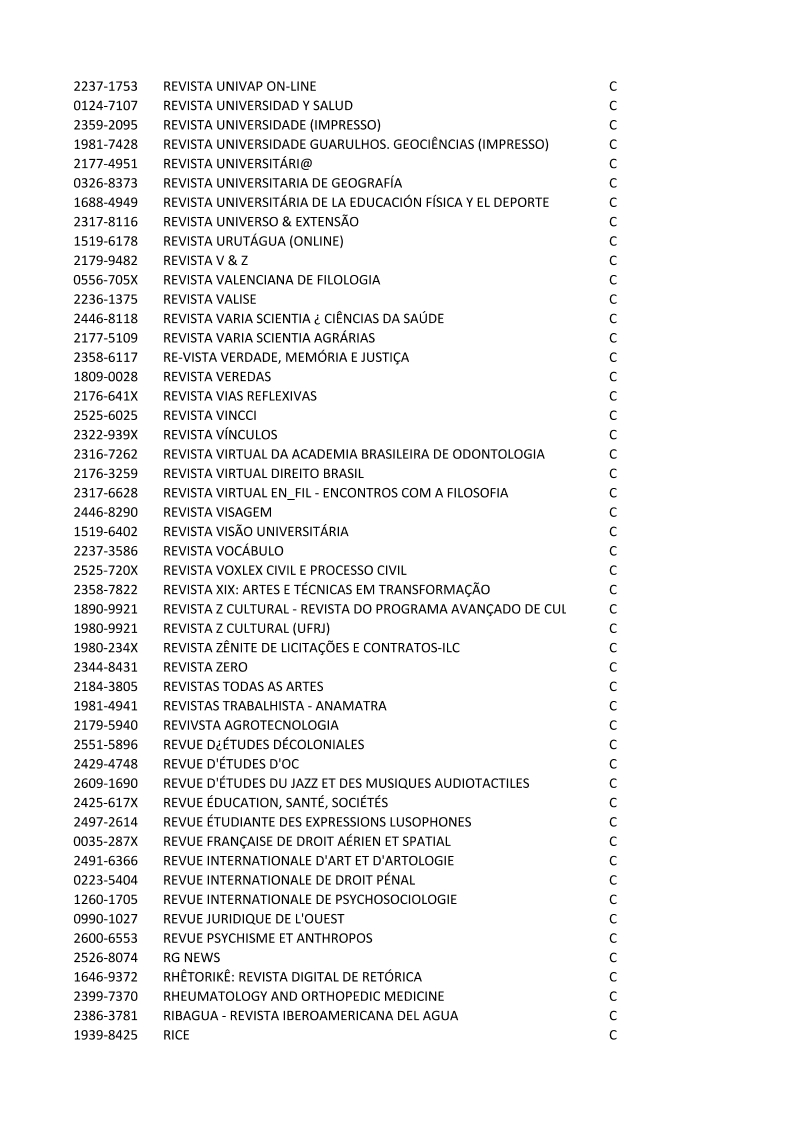 2237-1753 REVISTA UNIVAP ON-LINE C
0124-7107 REVISTA UNIVERSIDAD Y SALUD C
2359-2095 REVISTA UNIVERSIDADE (IMPRESSO) C
1981-7428 REVISTA UNIVERSIDADE GUARULHOS. GEOCIÊNCIAS (IMPRESSO) C
2177-4951 REVISTA UNIVERSITÁRI@ C
0326-8373 REVISTA UNIVERSITARIA DE GEOGRAFÍA C
1688-4949 REVISTA UNIVERSITÁRIA DE LA EDUCACIÓN FÍSICA Y EL DEPORTE C
2317-8116 REVISTA UNIVERSO & EXTENSÃO C
1519-6178 REVISTA URUTÁGUA (ONLINE) C
2179-9482 REVISTA V & Z C
0556-705X REVISTA VALENCIANA DE FILOLOGIA C
2236-1375 REVISTA VALISE C
2446-8118 REVISTA VARIA SCIENTIA ¿ CIÊNCIAS DA SAÚDE C
2177-5109 REVISTA VARIA SCIENTIA AGRÁRIAS C
2358-6117 RE-VISTA VERDADE, MEMÓRIA E JUSTIÇA C
1809-0028 REVISTA VEREDAS C
2176-641X REVISTA VIAS REFLEXIVAS C
2525-6025 REVISTA VINCCI C
2322-939X REVISTA VÍNCULOS C
2316-7262 REVISTA VIRTUAL DA ACADEMIA BRASILEIRA DE ODONTOLOGIA C
2176-3259 REVISTA VIRTUAL DIREITO BRASIL C
2317-6628 REVISTA VIRTUAL EN_FIL - ENCONTROS COM A FILOSOFIA C
2446-8290 REVISTA VISAGEM C
1519-6402 REVISTA VISÃO UNIVERSITÁRIA C
2237-3586 REVISTA VOCÁBULO C
2525-720X REVISTA VOXLEX CIVIL E PROCESSO CIVIL C
2358-7822 REVISTA XIX: ARTES E TÉCNICAS EM TRANSFORMAÇÃO C
1890-9921 REVISTA Z CULTURAL - REVISTA DO PROGRAMA AVANÇADO DE CUL C
1980-9921 REVISTA Z CULTURAL (UFRJ) C
1980-234X REVISTA ZÊNITE DE LICITAÇÕES E CONTRATOS-ILC C
2344-8431 REVISTA ZERO C
2184-3805 REVISTAS TODAS AS ARTES C
1981-4941 REVISTAS TRABALHISTA - ANAMATRA C
2179-5940 REVIVSTA AGROTECNOLOGIA C
2551-5896 REVUE D¿ÉTUDES DÉCOLONIALES C
2429-4748 REVUE D'ÉTUDES D'OC C
2609-1690 REVUE D'ÉTUDES DU JAZZ ET DES MUSIQUES AUDIOTACTILES C
2425-617X REVUE ÉDUCATION, SANTÉ, SOCIÉTÉS C
2497-2614 REVUE ÉTUDIANTE DES EXPRESSIONS LUSOPHONES C
0035-287X REVUE FRANÇAISE DE DROIT AÉRIEN ET SPATIAL C
2491-6366 REVUE INTERNATIONALE D'ART ET D'ARTOLOGIE C
0223-5404 REVUE INTERNATIONALE DE DROIT PÉNAL C
1260-1705 REVUE INTERNATIONALE DE PSYCHOSOCIOLOGIE C
0990-1027 REVUE JURIDIQUE DE L'OUEST C
2600-6553 REVUE PSYCHISME ET ANTHROPOS C
2526-8074 RG NEWS C
1646-9372 RHÊTORIKÊ: REVISTA DIGITAL DE RETÓRICA C
2399-7370 RHEUMATOLOGY AND ORTHOPEDIC MEDICINE C
2386-3781 RIBAGUA - REVISTA IBEROAMERICANA DEL AGUA C
1939-8425 RICE C